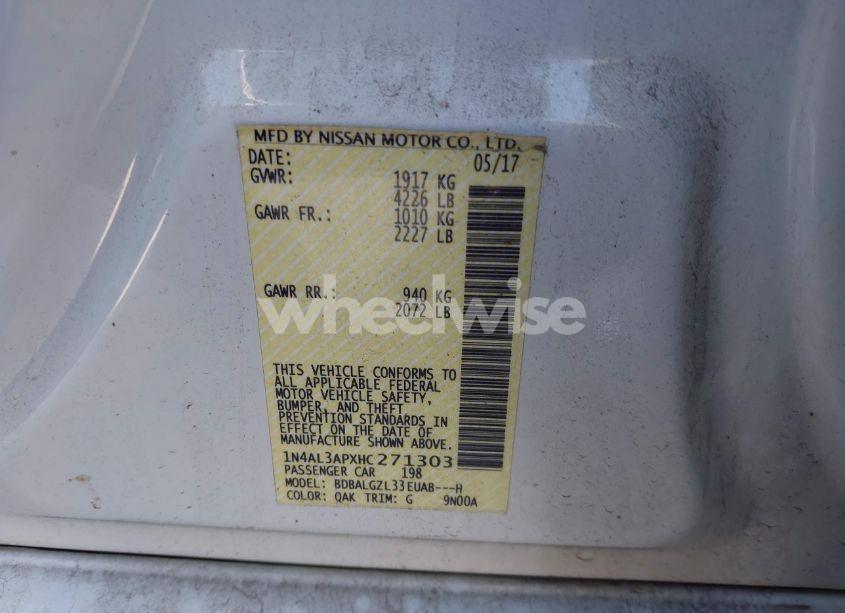 MFD BY NISSAN MOTOR CO., LTD.
DATE: 05/17
GVWR: 1917 KG
4226 LB
GAWR FR.: 1010 KG
2227 LB
GAWR RR.: 940 KG
2072 LB
wheelwise
THIS VEHICLE CONFORMS TO
ALL APPLICABLE FEDERAL
MOTOR VEHICLE SAFETY,
BUMPER, AND THEFT
PREVENTION STANDARDS IN
EFFECT ON THE DATE OF
MANUFACTURE SHOWN ABOVE.
1N4AL3APXHC271303
PASSENGER CAR 198
MODEL: BDBALGZL33EUAB---H
COLOR: QAK TRIM: G 9N00A